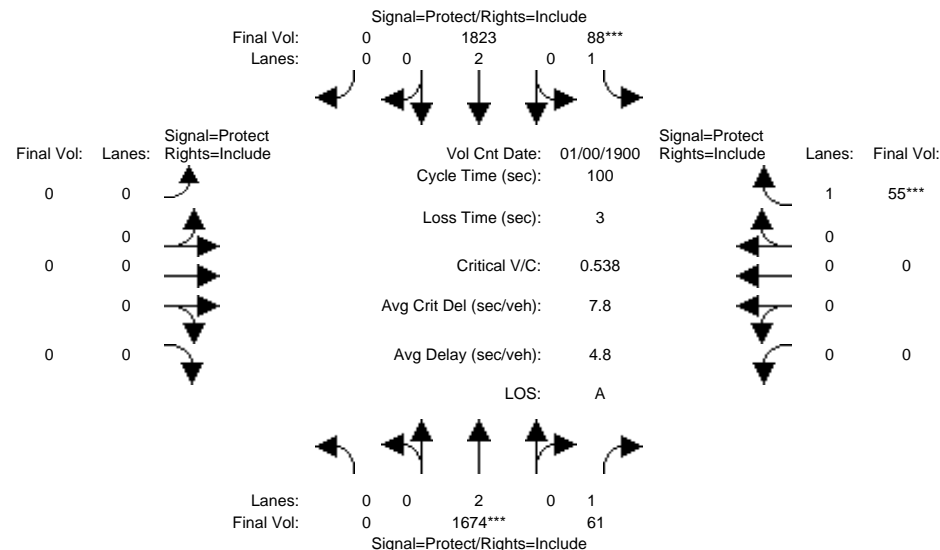 Signal=Protect/Rights=Include
Final Vol: 0 1823 88***
Lanes: 0 0 2 0 1
Signal=Protect
Final Vol: Lanes: Rights=Include
Vol Cnt Date: 01/00/1900
Signal=Protect
Rights=Include Lanes: Final Vol:
Cycle Time (sec): 100
0 0
1 55***
Loss Time (sec): 3
0
0
0 0
Critical V/C: 0.538
0 0
0
Avg Crit Del (sec/veh): 7.8
0
0 0
Avg Delay (sec/veh): 4.8
0 0
LOS: A
Lanes: 0 0 2 0 1
Final Vol: 0 1674*** 61
Signal=Protect/Rights=Include